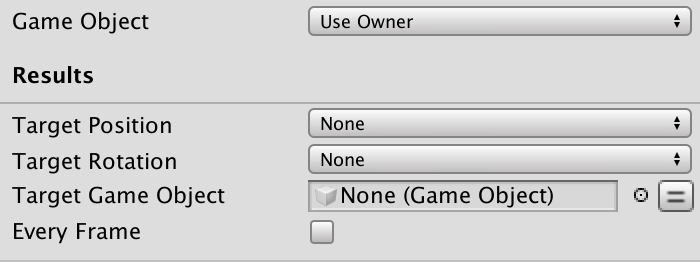 Game Object Use Owner
Results
Target Position None
Target Rotation None
Target Game Object None (Game Object)
Every Frame